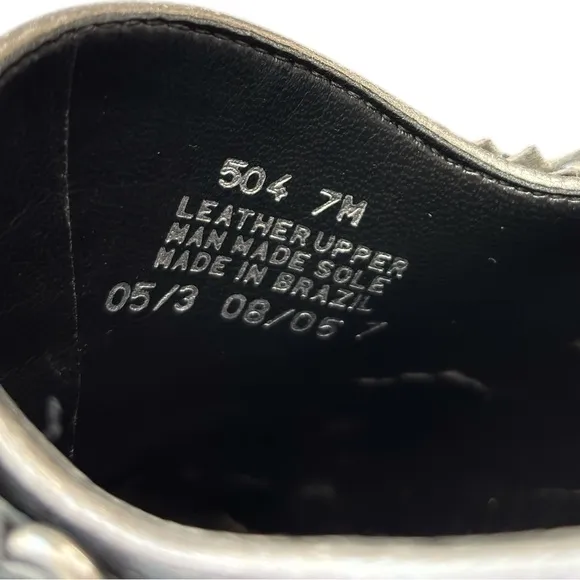 504 7M
LEATHER UPPER
MAN MADE SOLE
MADE IN BRAZIL
05/3 08/05 1